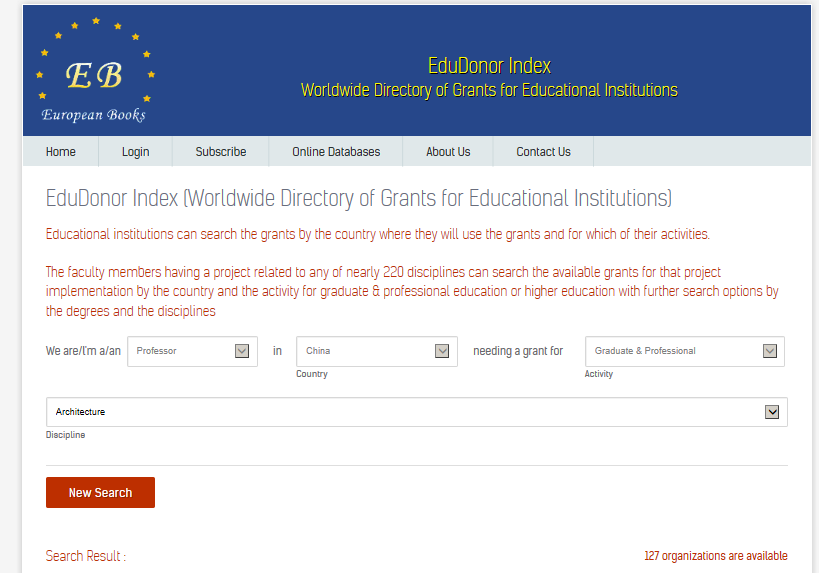 EB
European Books
EduDonor Index
Worldwide Directory of Grants for Educational Institutions
Home Login Subscribe Online Databases About Us Contact Us
EduDonor Index (Worldwide Directory of Grants for Educational Institutions)
Educational institutions can search the grants by the country where they will use the grants and for which of their activities.
The faculty members having a project related to any of nearly 220 disciplines can search the available grants for that project
implementation by the country and the activity for graduate & professional education or higher education with further search options by
the degrees and the disciplines
We are/I'm a/an Professor in China needing a grant for Graduate & Professional
Country Activity
Architecture
Discipline
New Search
Search Result : 127 organizations are available